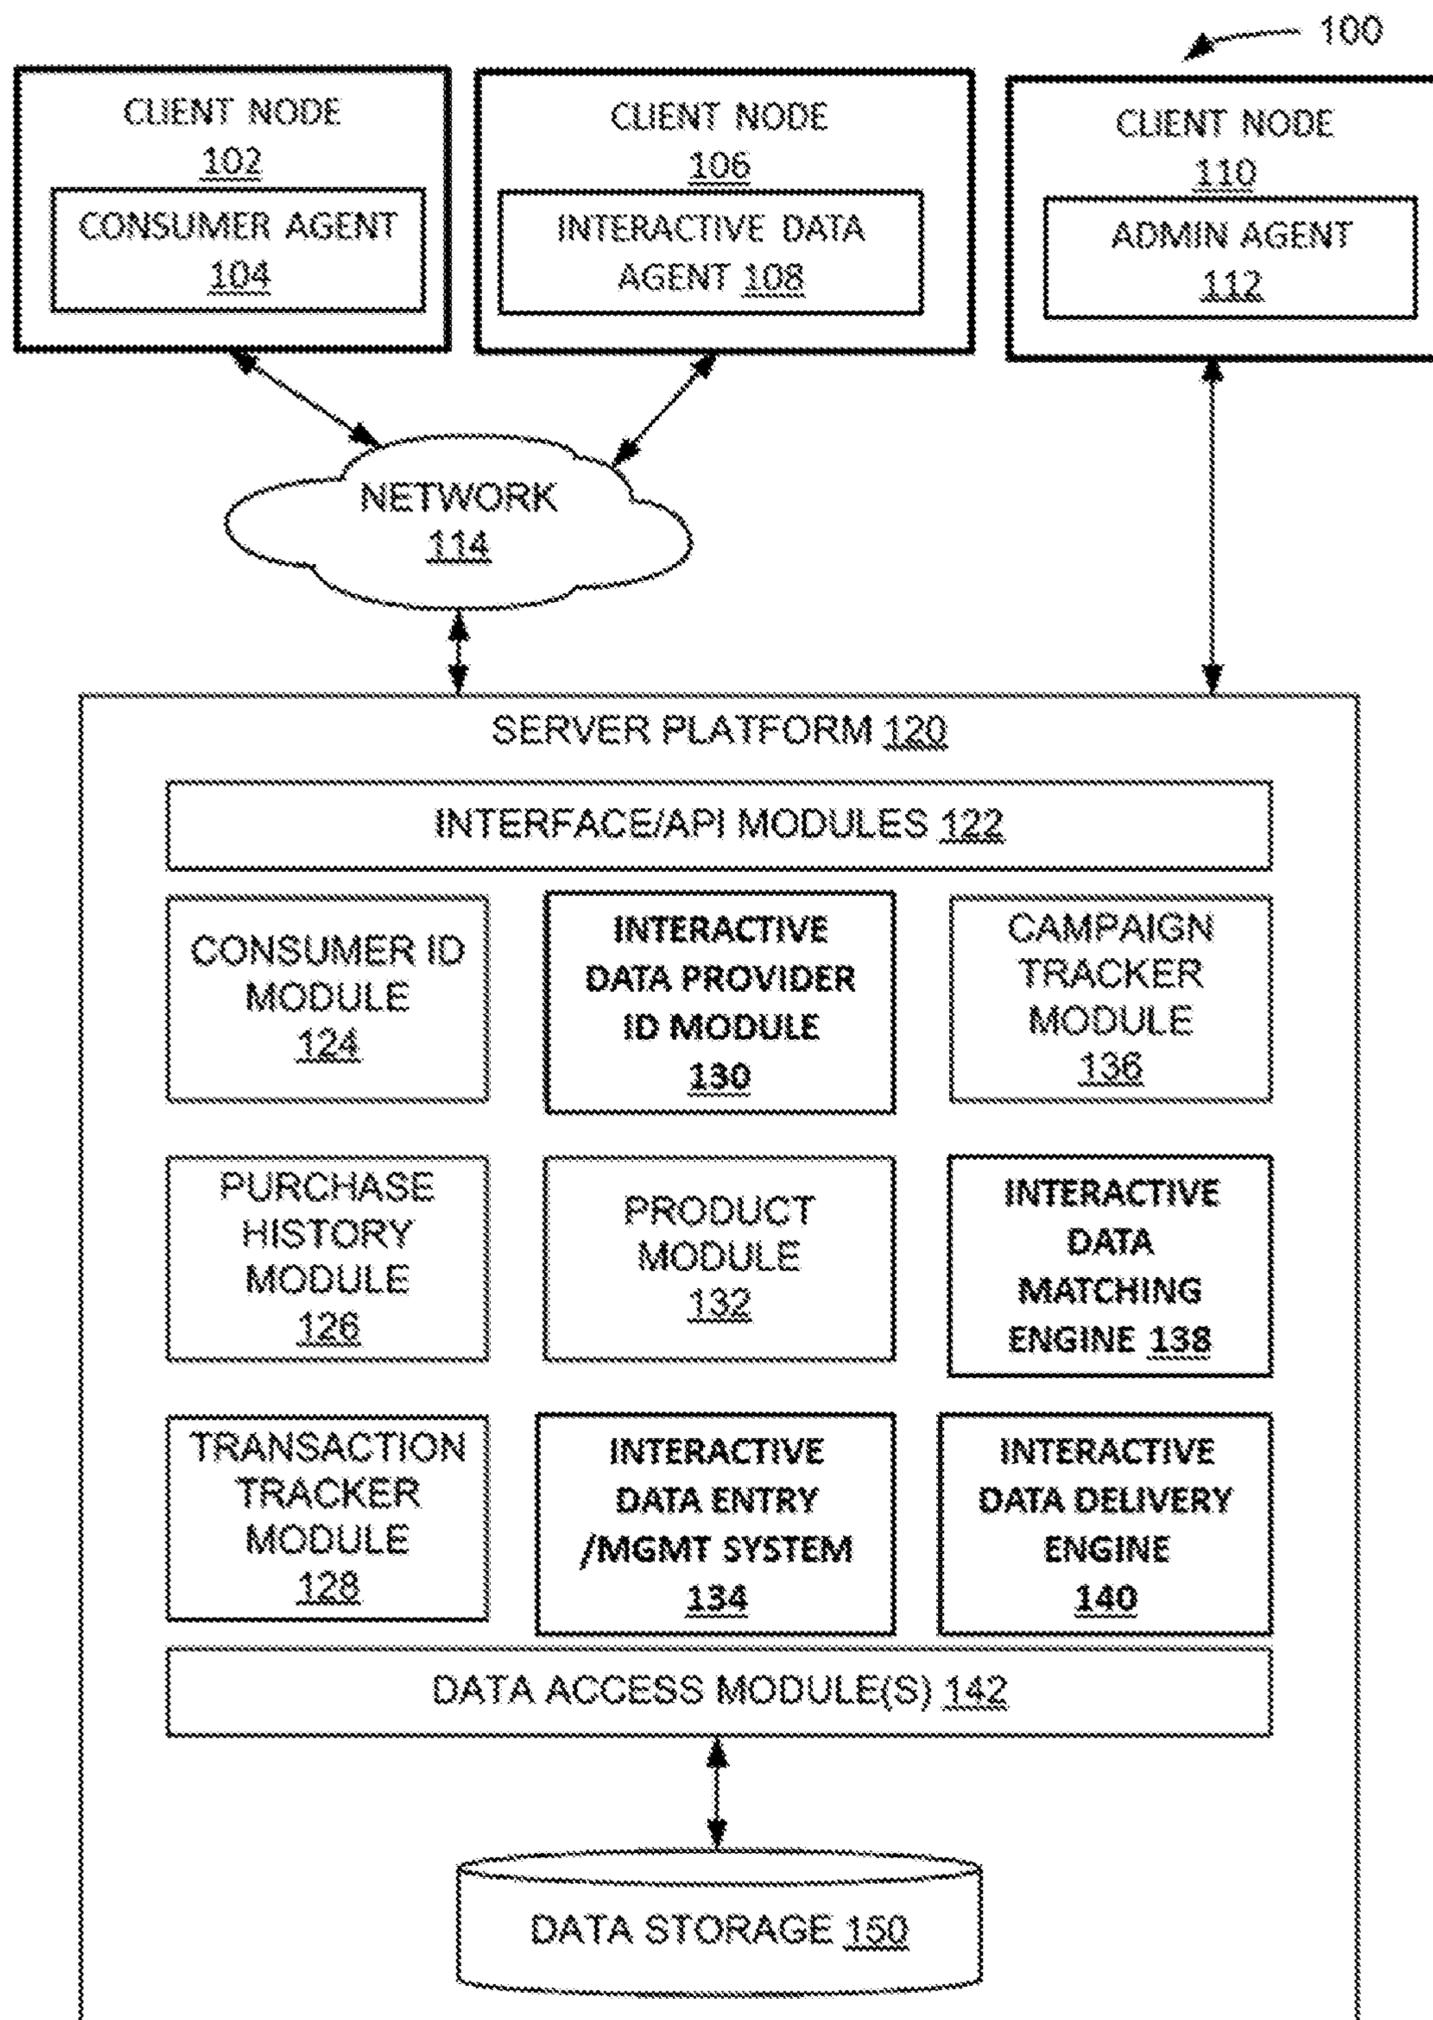 100
CLIENT NODE
102
CONSUMER AGENT
104
CLIENT NODE
106
INTERACTIVE DATA
AGENT 108
CLIENT NODE
110
ADMIN AGENT
112
NETWORK
114
SERVER PLATFORM 120
INTERFACE/API MODULES 122
CONSUMER ID
MODULE
124
INTERACTIVE
DATA PROVIDER
ID MODULE
130
CAMPAIGN
TRACKER
MODULE
136
PURCHASE
HISTORY
MODULE
126
PRODUCT
MODULE
132
INTERACTIVE
DATA
MATCHING
ENGINE 138
TRANSACTION
TRACKER
MODULE
128
INTERACTIVE
DATA ENTRY
/MGMT SYSTEM
134
INTERACTIVE
DATA DELIVERY
ENGINE
140
DATA ACCESS MODULE(S) 142
DATA STORAGE 150